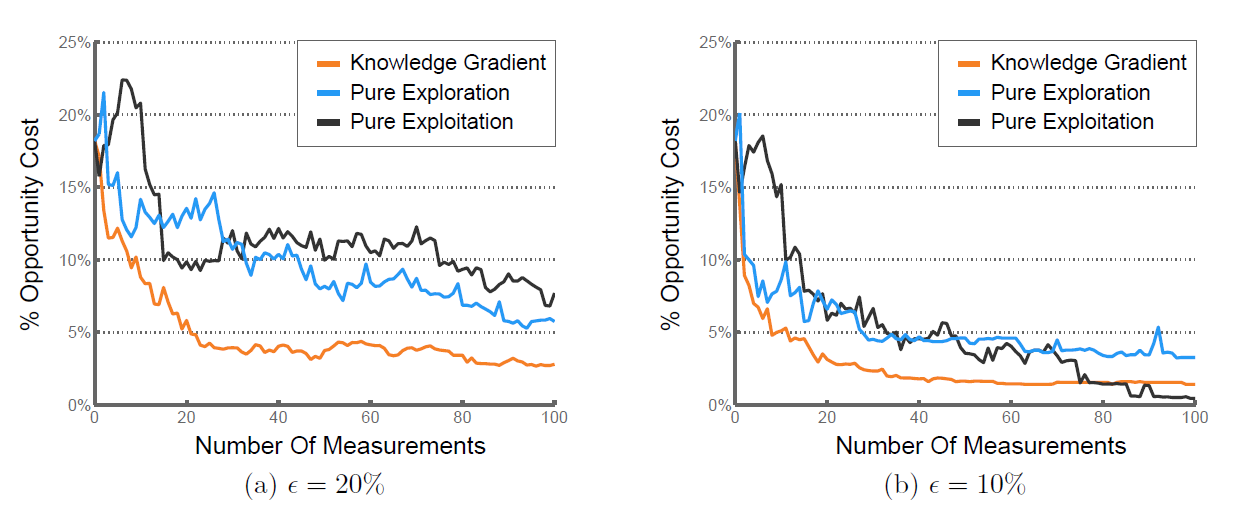 25%
20%
15%
10%
5%
0%
% Opportunity Cost
Knowledge Gradient
Pure Exploration
Pure Exploitation
0 20 40 60 80 100
Number Of Measurements
(a) ϵ = 20%
25%
20%
15%
10%
5%
0%
% Opportunity Cost
Knowledge Gradient
Pure Exploration
Pure Exploitation
0 20 40 60 80 100
Number Of Measurements
(b) ϵ = 10%